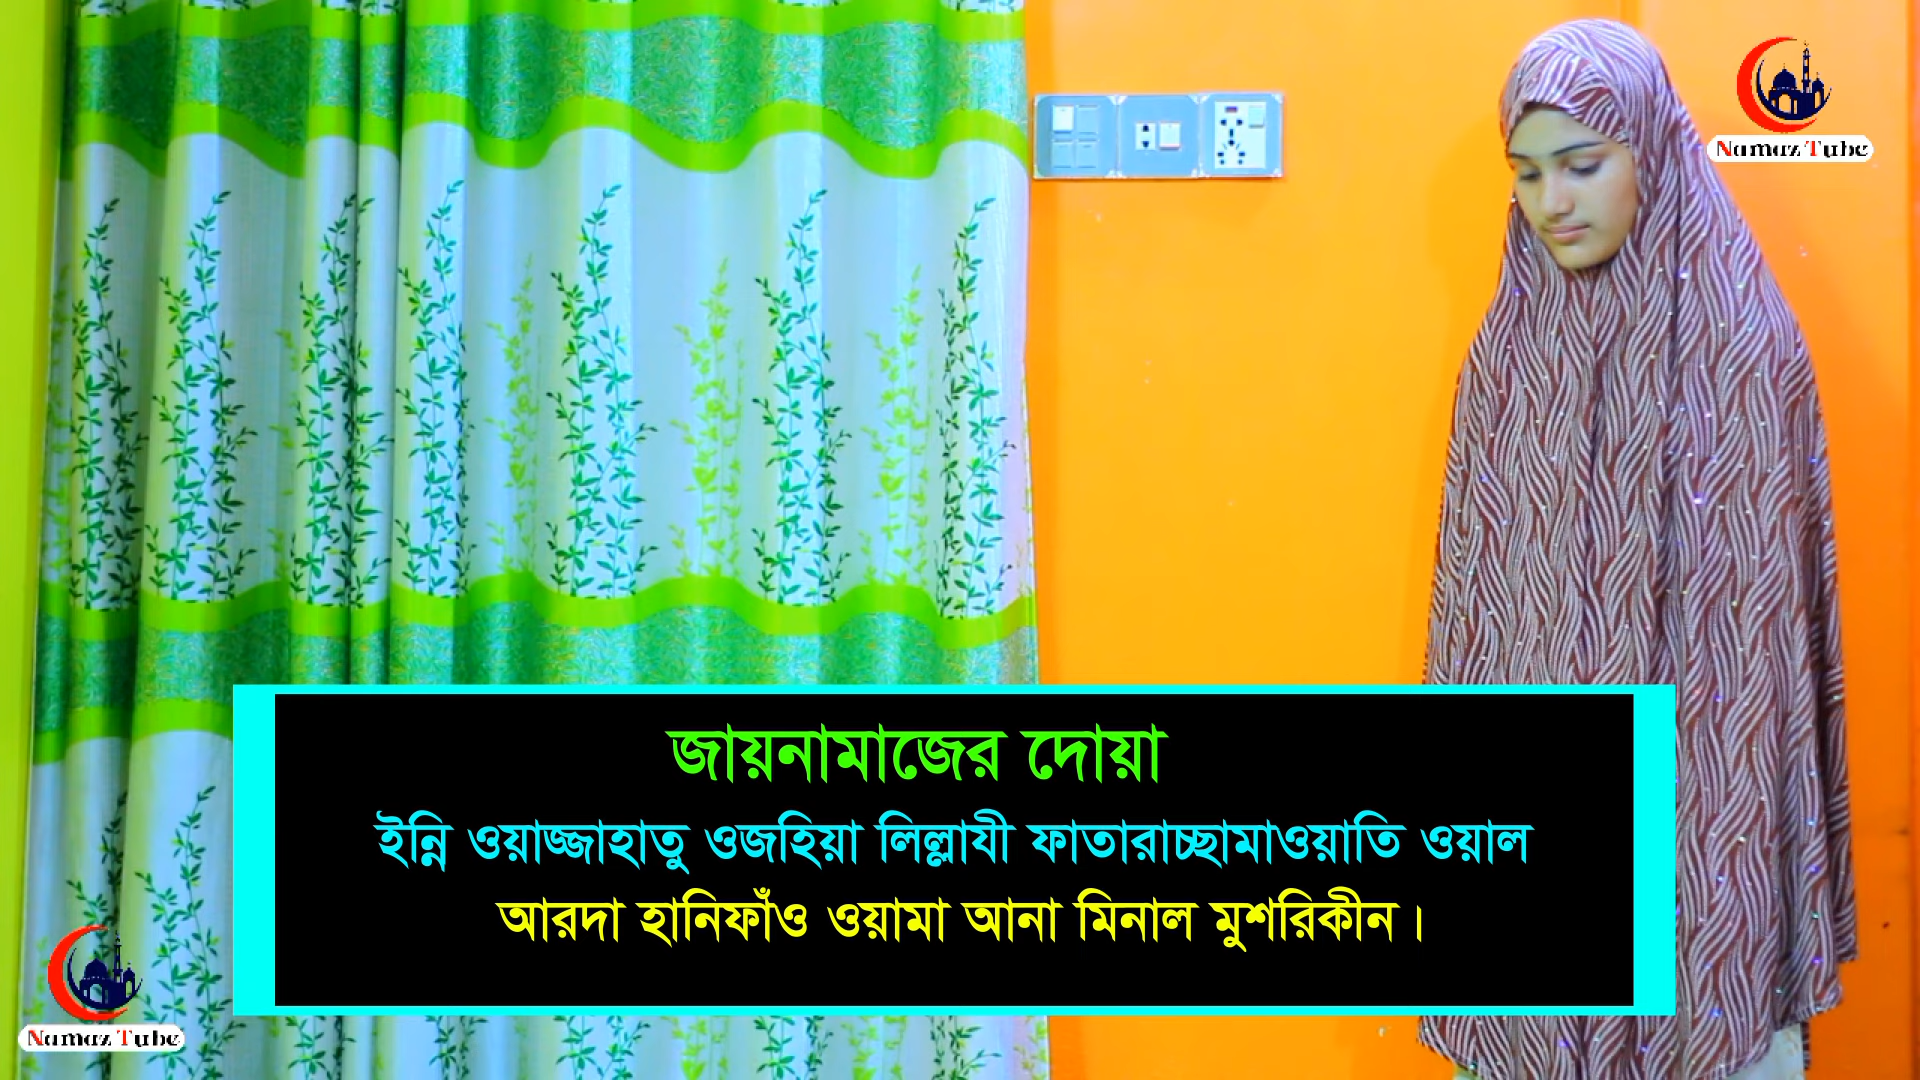 Namaz Tube
জায়নামাজের দোয়া
ইন্নি ওয়াজ্জাহাতু ওজহিয়া লিল্লাযী ফাতারাচ্ছামাওয়াতি ওয়াল
আরদা হানিফাঁও ওয়ামা আনা মিনাল মুশরিকীন।
Namaz Tube